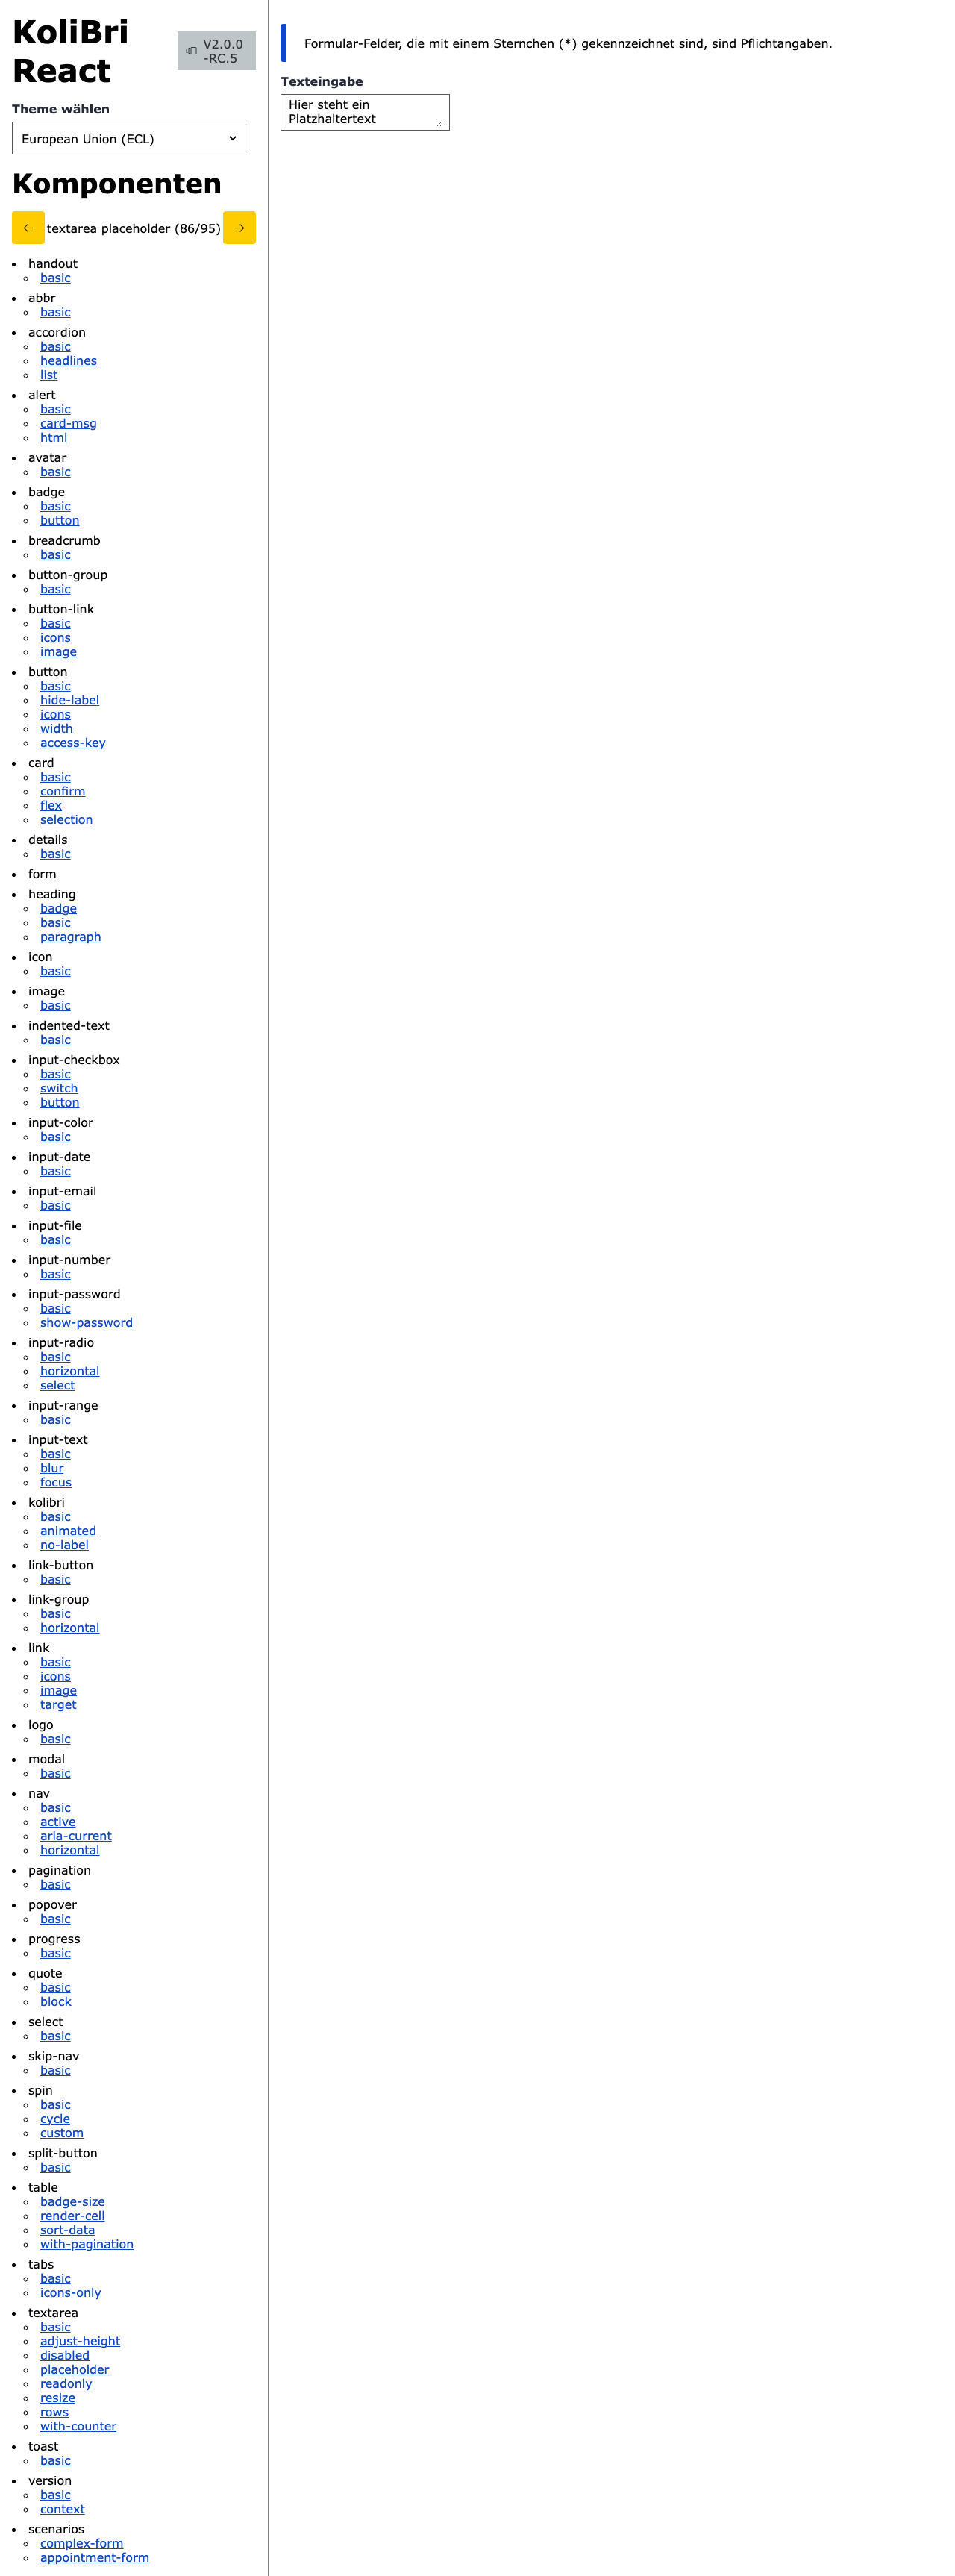 KoliBri
React
V2.0.0
-RC.5
Theme wählen
European Union (ECL)
Komponenten
textarea placeholder (86/95)
handout
basic
abbr
basic
accordion
basic
headlines
list
alert
basic
card-msg
html
avatar
basic
badge
basic
button
breadcrumb
basic
button-group
basic
button-link
basic
icons
image
button
basic
hide-label
icons
width
access-key
card
basic
confirm
flex
selection
details
basic
form
heading
badge
basic
paragraph
icon
basic
image
basic
indented-text
basic
input-checkbox
basic
switch
button
input-color
basic
input-date
basic
input-email
basic
input-file
basic
input-number
basic
input-password
basic
show-password
input-radio
basic
horizontal
select
input-range
basic
input-text
basic
blur
focus
kolibri
basic
animated
no-label
link-button
basic
link-group
basic
horizontal
link
basic
icons
image
target
logo
basic
modal
basic
nav
basic
active
aria-current
horizontal
pagination
basic
popover
basic
progress
basic
quote
basic
block
select
basic
skip-nav
basic
spin
basic
cycle
custom
split-button
basic
table
badge-size
render-cell
sort-data
with-pagination
tabs
basic
icons-only
textarea
basic
adjust-height
disabled
placeholder
readonly
resize
rows
with-counter
toast
basic
version
basic
context
scenarios
complex-form
appointment-form
Formular-Felder, die mit einem Sternchen (*) gekennzeichnet sind, sind Pflichtangaben.
Texteingabe
Hier steht ein
Platzhaltertext